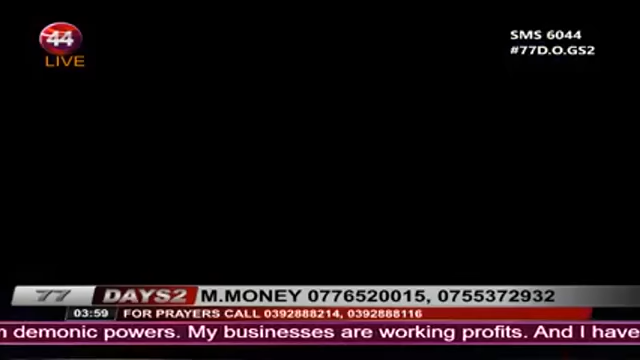 44
LIVE
SMS 6044
#77D.O.GS2
77 DAYS2 M.MONEY 0776520015, 0755372932
03:59 FOR PRAYERS CALL 0392888214, 0392888116
demonic powers. My businesses are working profits. And I have